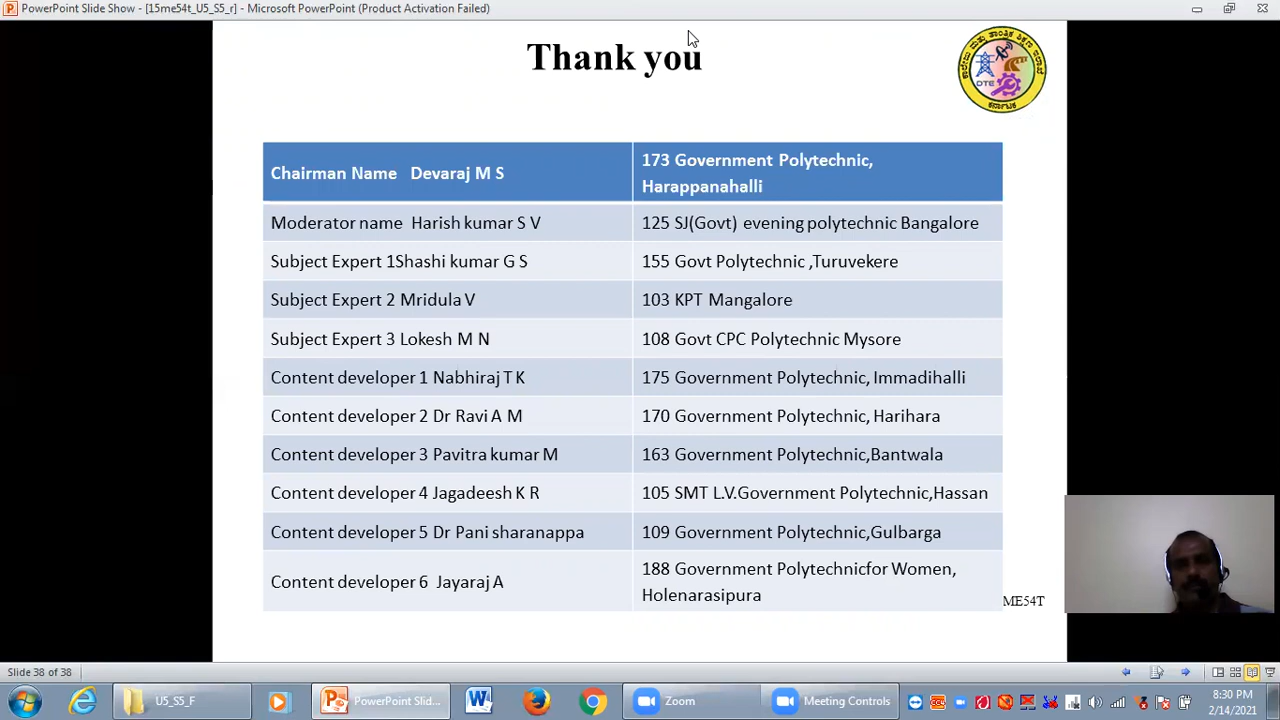 PowerPoint Slide Show - [15me54t_U5_S5_r] - Microsoft PowerPoint (Product Activation Failed)
Thank you
DTE
ಕರ್ನಾಟಕ
Chairman Name Devaraj M S
173 Government Polytechnic,
Harappanahalli
Moderator name Harish kumar S V
125 SJ(Govt) evening polytechnic Bangalore
Subject Expert 1Shashi kumar G S
155 Govt Polytechnic ,Turuvekere
Subject Expert 2 Mridula V
103 KPT Mangalore
Subject Expert 3 Lokesh M N
108 Govt CPC Polytechnic Mysore
Content developer 1 Nabhiraj T K
175 Government Polytechnic, Immadihalli
Content developer 2 Dr Ravi A M
170 Government Polytechnic, Harihara
Content developer 3 Pavitra kumar M
163 Government Polytechnic,Bantwala
Content developer 4 Jagadeesh K R
105 SMT L.V.Government Polytechnic,Hassan
Content developer 5 Dr Pani sharanappa
109 Government Polytechnic,Gulbarga
Content developer 6 Jayaraj A
188 Government Polytechnicfor Women,
Holenarasipura
ME54T
Slide 38 of 38
U5_S5_F
PowerPoint Slid...
Zoom
Meeting Controls
8:30 PM
2/14/2021